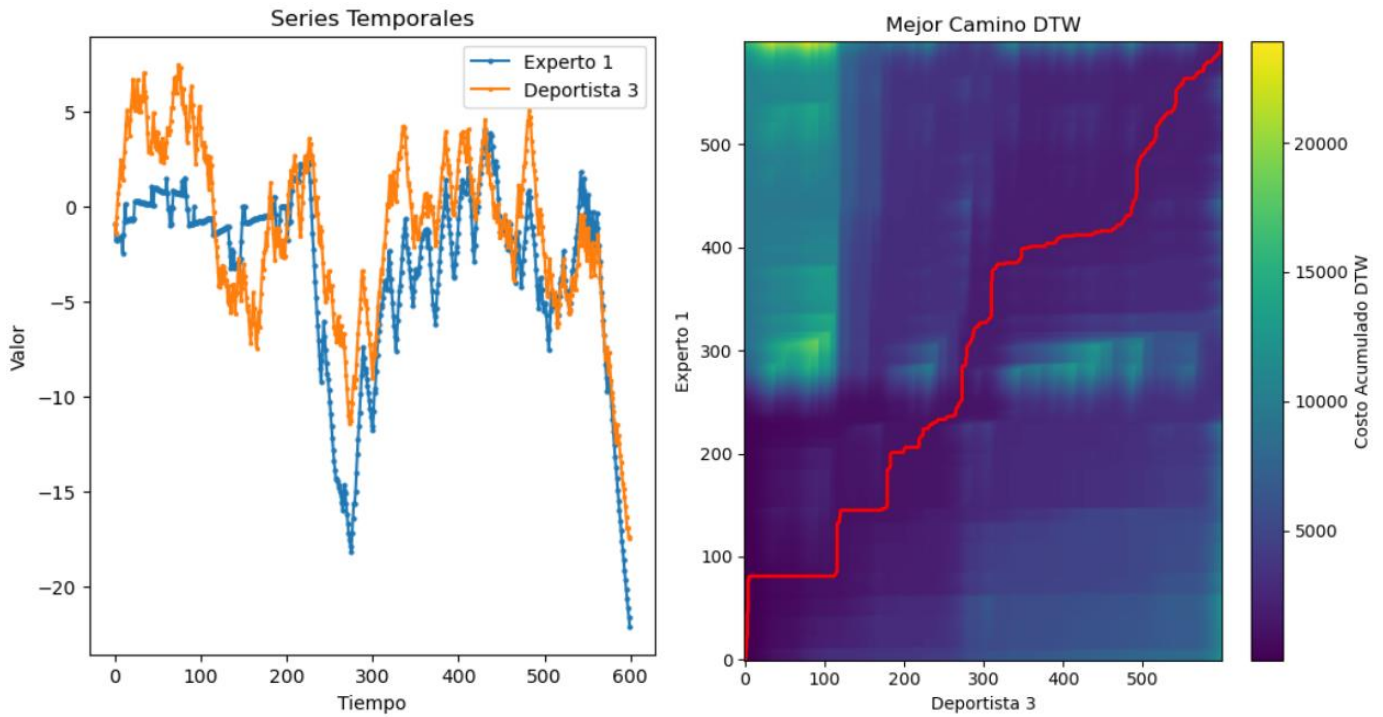 Series Temporales
Experto 1
Deportista 3
5
0
−5
−10
−15
−20
Valor
0 100 200 300 400 500 600
Tiempo
Mejor Camino DTW
500
400
300
200
100
0
Experto 1
0 100 200 300 400 500
Deportista 3
20000
15000
10000
5000
Costo Acumulado DTW